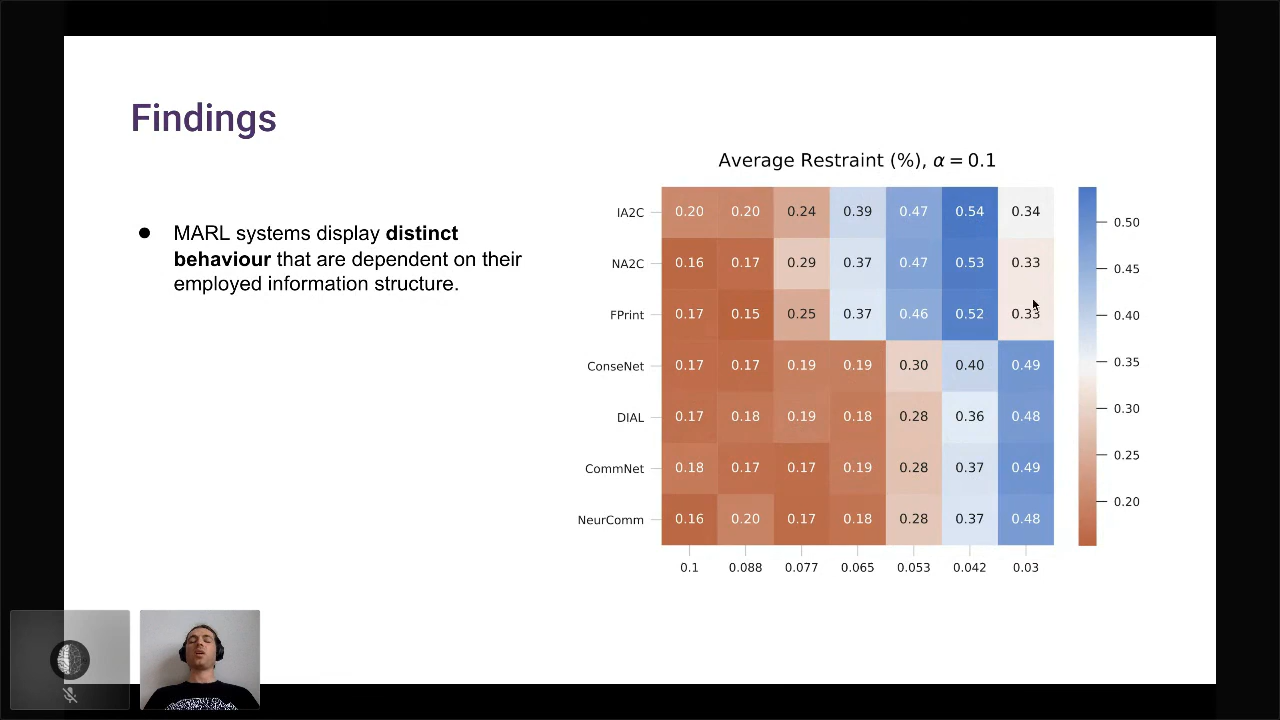 Findings
● MARL systems display distinct
behaviour that are dependent on their
employed information structure.
Average Restraint (%), α = 0.1
IA2C 0.20 0.20 0.24 0.39 0.47 0.54 0.34
NA2C 0.16 0.17 0.29 0.37 0.47 0.53 0.33
FPrint 0.17 0.15 0.25 0.37 0.46 0.52 0.33
ConseNet 0.17 0.17 0.19 0.19 0.30 0.40 0.49
DIAL 0.17 0.18 0.19 0.18 0.28 0.36 0.48
CommNet 0.18 0.17 0.17 0.19 0.28 0.37 0.49
NeurComm 0.16 0.20 0.17 0.18 0.28 0.37 0.48
0.1 0.088 0.077 0.065 0.053 0.042 0.03
0.50
0.45
0.40
0.35
0.30
0.25
0.20